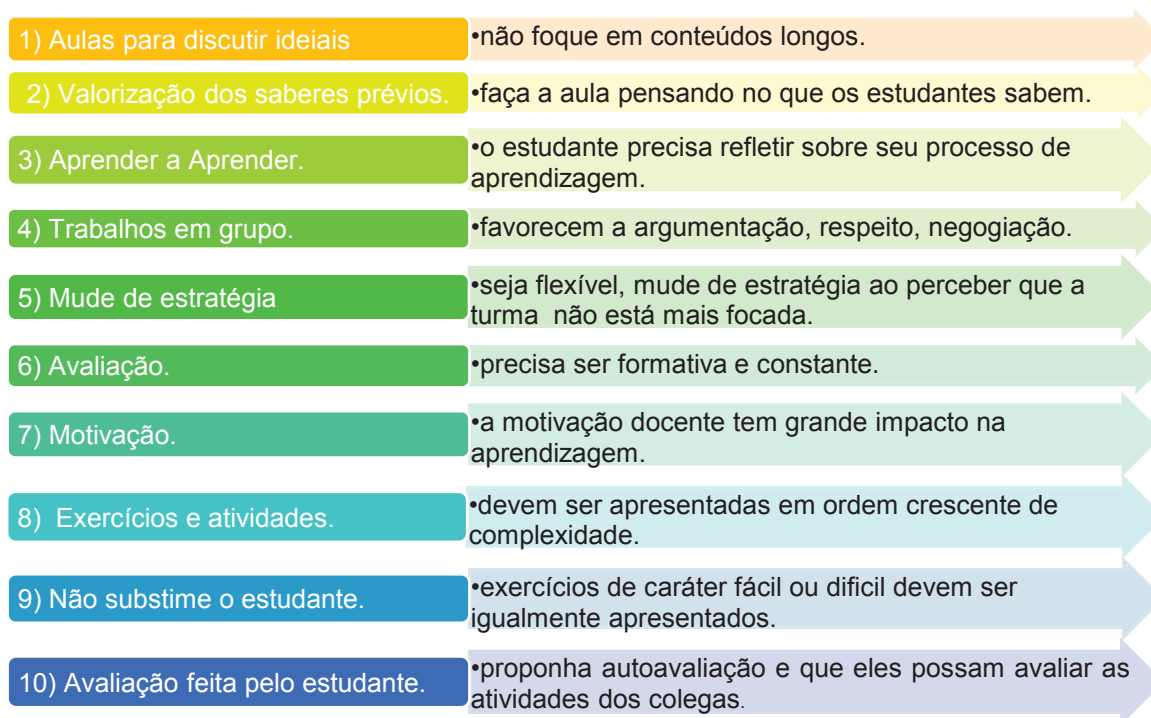 1) Aulas para discutir ideiais
•não foque em conteúdos longos.
2) Valorização dos saberes prévios.
•faça a aula pensando no que os estudantes sabem.
3) Aprender a Aprender.
•o estudante precisa refletir sobre seu processo de
aprendizagem.
4) Trabalhos em grupo.
•favorecem a argumentação, respeito, negogiação.
5) Mude de estratégia
•seja flexível, mude de estratégia ao perceber que a
turma não está mais focada.
6) Avaliação.
•precisa ser formativa e constante.
7) Motivação.
•a motivação docente tem grande impacto na
aprendizagem.
8) Exercícios e atividades.
•devem ser apresentadas em ordem crescente de
complexidade.
9) Não substime o estudante.
•exercícios de caráter fácil ou dificil devem ser
igualmente apresentados.
10) Avaliação feita pelo estudante.
•proponha autoavaliação e que eles possam avaliar as
atividades dos colegas.